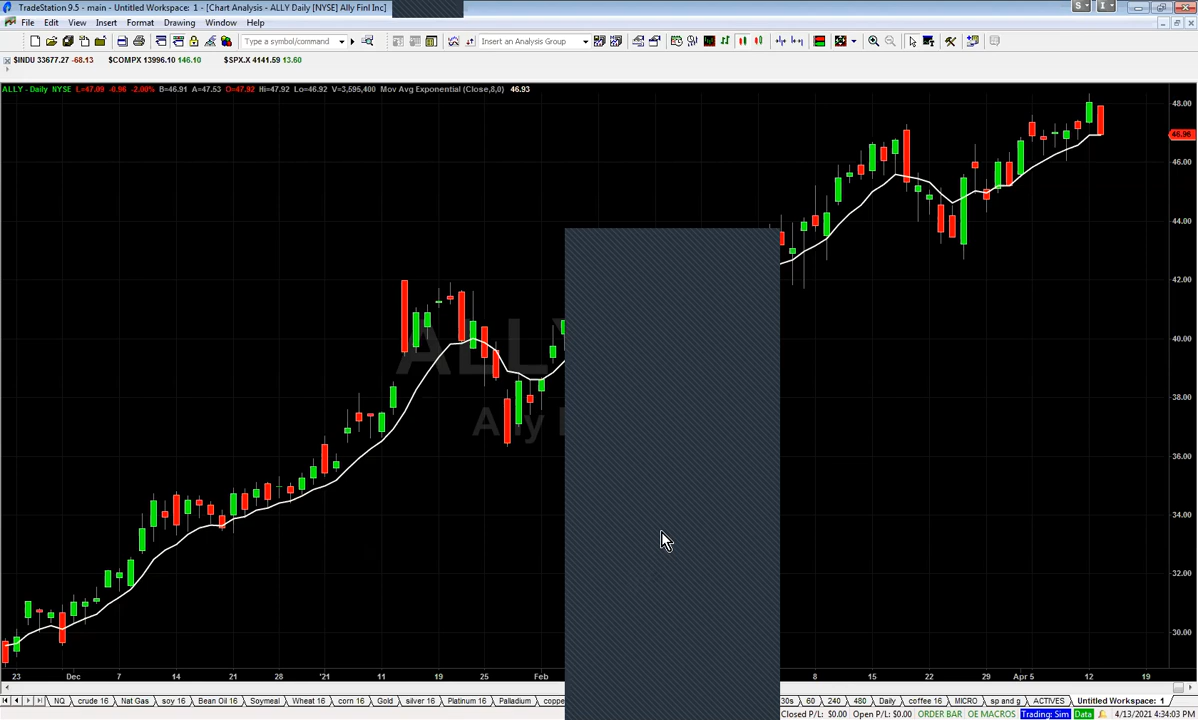 TradeStation 9.5 - main - Untitled Workspace: 1 - [Chart Analysis - ALLY Daily [NYSE] Ally Finl Inc]
S I
File Edit View Insert Format Drawing Window Help
Type a symbol/command Insert an Analysis Group
$INDU 33677.27 -68.13 $COMPX 13996.10 146.10 $SPX.X 4141.59 13.60
ALLY - Daily NYSE L=47.09 -0.96 -2.00% B=46.91 A=47.53 O=47.92 Hi=47.92 Lo=46.92 V=3,595,400 Mov Avg Exponential (Close,8,0) 46.93
48.00
46.96
46.00
44.00
42.00
40.00
ALLY
38.00
Ally
36.00
34.00
32.00
30.00
23 Dec 7 14 21 28 '21 11 19 25 Feb 8 15 22 29 Apr 5 12 19
NQ crude 16 Nat Gas soy 16 Bean Oil 16 Soymeal Wheat 16 corn 16 Gold silver 16 Platinum 16 Palladium coppe 30s 60 240 480 Daily coffee 16 MICRO sp and g ACTIVES Untitled Workspace: 1
Closed P/L: $0.00 Open P/L: $0.00 ORDER BAR OE MACROS Trading: Sim Data 4/13/2021 4:34:03 PM